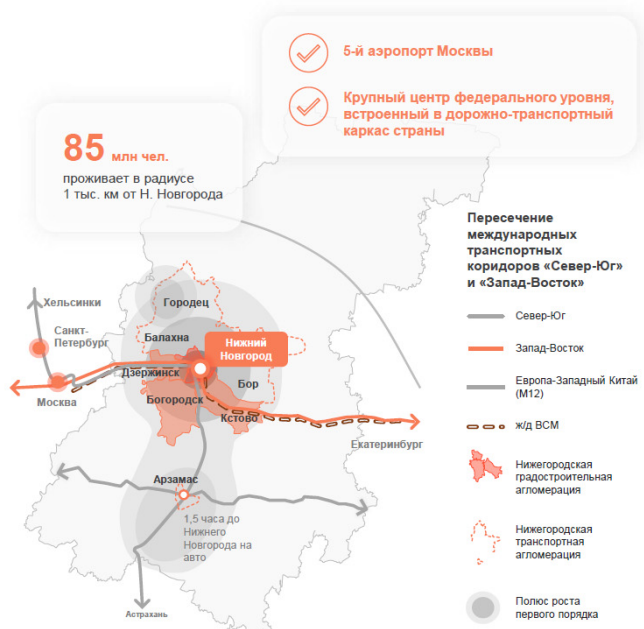 5-й аэропорт Москвы
Крупный центр федерального уровня,
встроенный в дорожно-транспортный
каркас страны
85 млн чел.
проживает в радиусе
1 тыс. км от Н. Новгорода
Пересечение
международных
транспортных
коридоров «Север-Юг»
и «Запад-Восток»
Север-Юг
Запад-Восток
Европа-Западный Китай
(М12)
ж/д ВСМ
Нижегородская
градостроительная
агломерация
Нижегородская
транспортная
агломерация
Полюс роста
первого порядка
Хельсинки
Санкт-
Петербург
Москва
Городец
Балахна
Нижний
Новгород
Дзержинск
Бор
Богородск
Кстово
Екатеринбург
Арзамас
1,5 часа до
Нижнего
Новгорода на
авто
Астрахань